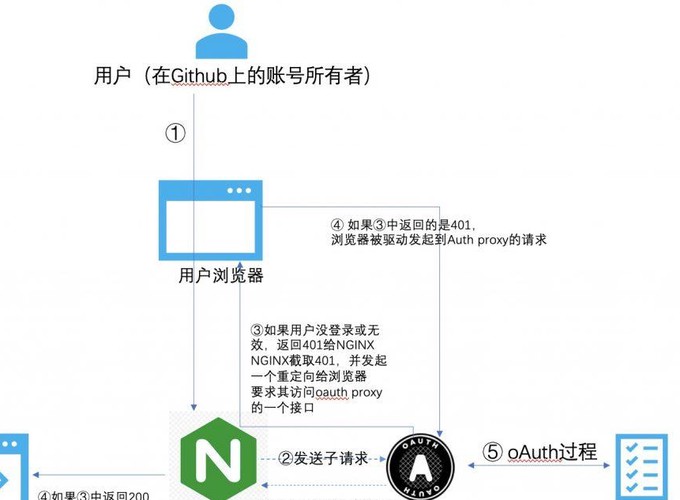 用户（在Github上的账号所有者）
①
④ 如果③中返回的是401，
浏览器被驱动发起到Auth proxy的请求
用户浏览器
③如果用户没登录或无
效，返回401给NGINX
NGINX截取401，并发起
一个重定向给浏览器
要求其访问oauth proxy
的一个接口
N
②发送子请求
OAUTH
A
OAUTH
⑤ oAuth过程
④如果③中返回200